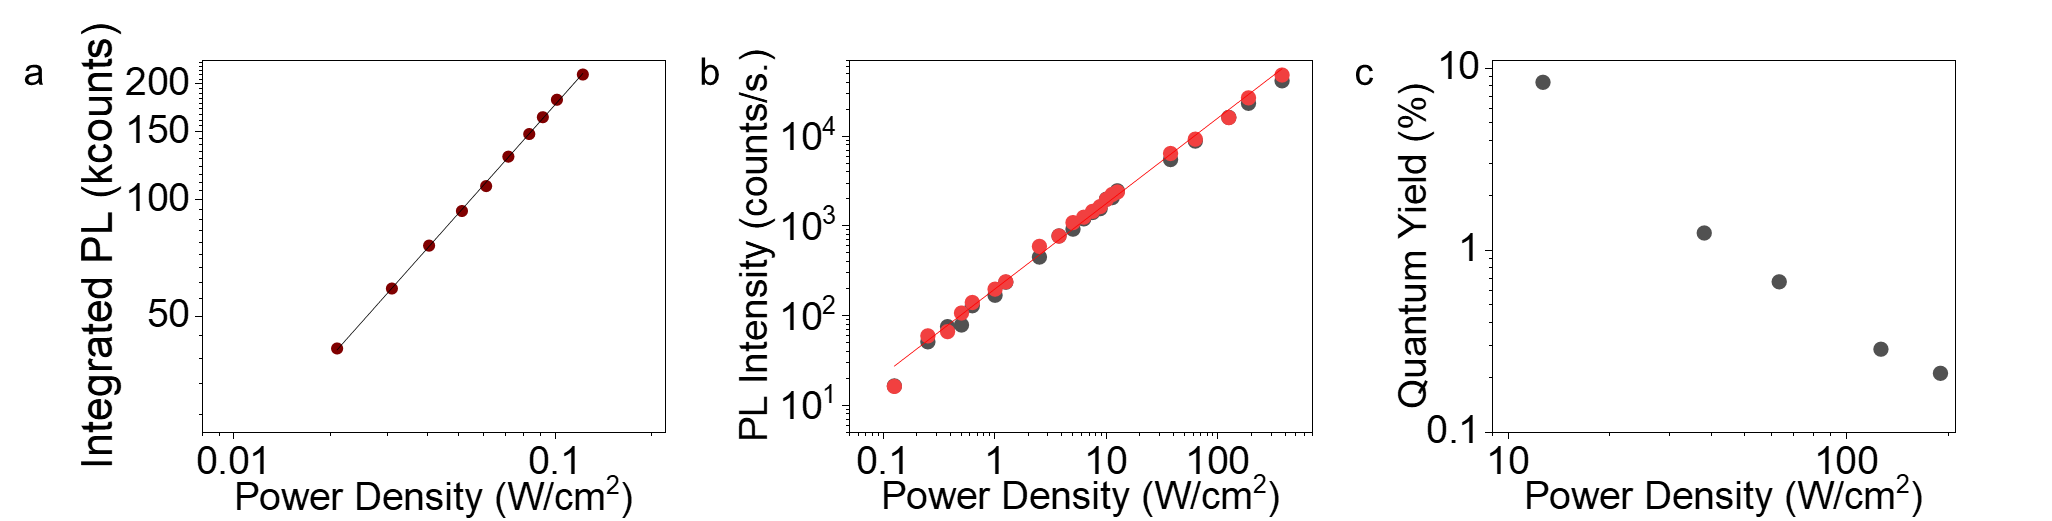 a
Integrated PL (kcounts)
200
150
100
50
0.01
0.1
Power Density (W/cm²)
b
PL Intensity (counts/s.)
10⁴
10³
10²
10¹
0.1
1
10
100
Power Density (W/cm²)
c
Quantum Yield (%)
10
1
0.1
10
100
Power Density (W/cm²)